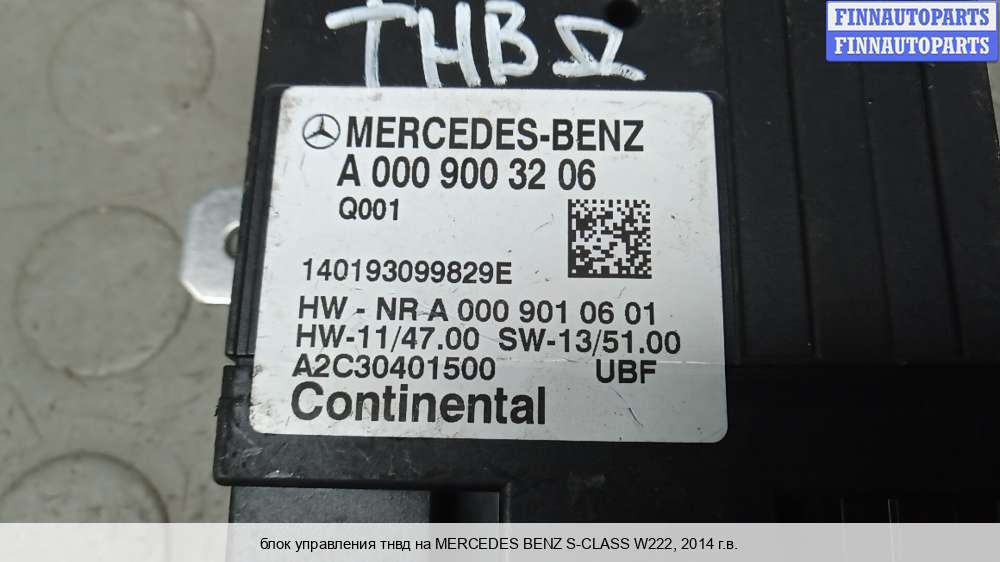 FINNAUTOPARTS
FINNAUTOPARTS
THB
MERCEDES-BENZ
A 000 900 32 06
Q001
140193099829E
HW - NR A 000 901 06 01
HW-11/47.00 SW-13/51.00
A2C30401500 UBF
Continental
блок управления тнвд на MERCEDES BENZ S-CLASS W222, 2014 г.в.